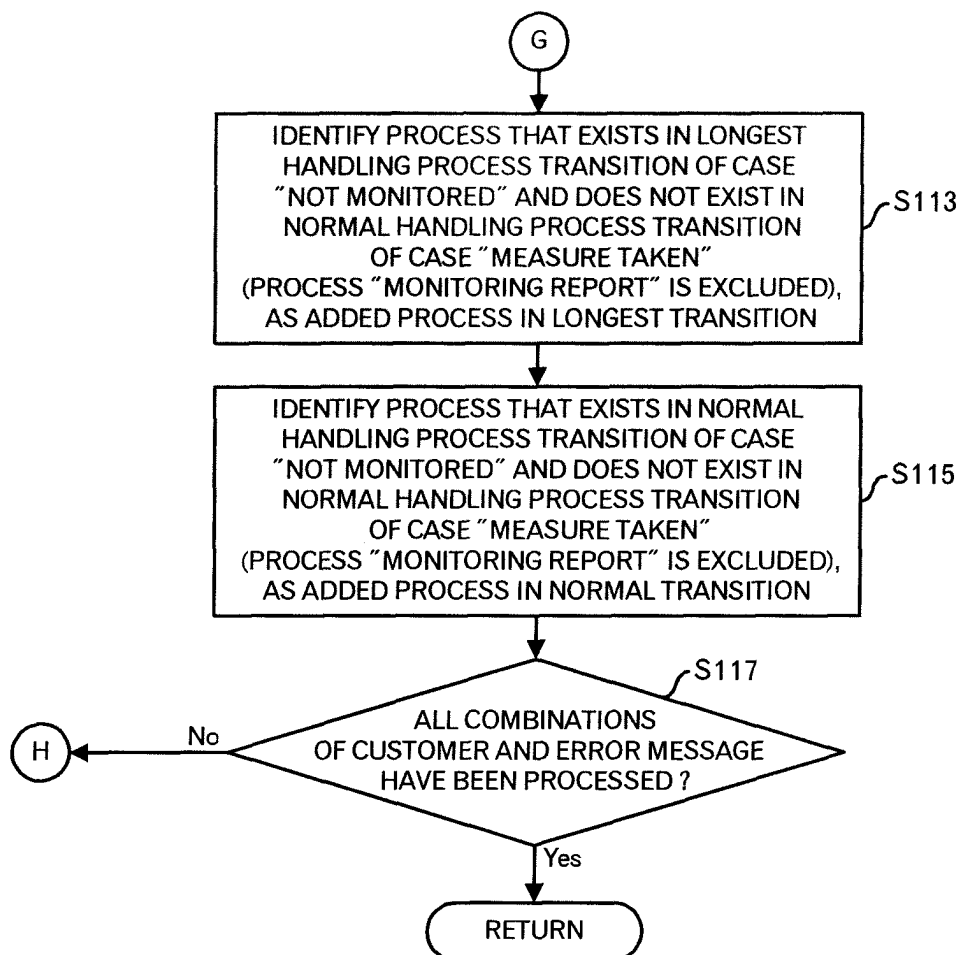 G
IDENTIFY PROCESS THAT EXISTS IN LONGEST
HANDLING PROCESS TRANSITION OF CASE
"NOT MONITORED" AND DOES NOT EXIST IN
NORMAL HANDLING PROCESS TRANSITION
OF CASE "MEASURE TAKEN"
(PROCESS "MONITORING REPORT" IS EXCLUDED),
AS ADDED PROCESS IN LONGEST TRANSITION
S113
IDENTIFY PROCESS THAT EXISTS IN NORMAL
HANDLING PROCESS TRANSITION OF CASE
"NOT MONITORED" AND DOES NOT EXIST IN
NORMAL HANDLING PROCESS TRANSITION
OF CASE "MEASURE TAKEN"
(PROCESS "MONITORING REPORT" IS EXCLUDED),
AS ADDED PROCESS IN NORMAL TRANSITION
S115
S117
ALL COMBINATIONS
OF CUSTOMER AND ERROR MESSAGE
HAVE BEEN PROCESSED ?
No
H
Yes
RETURN